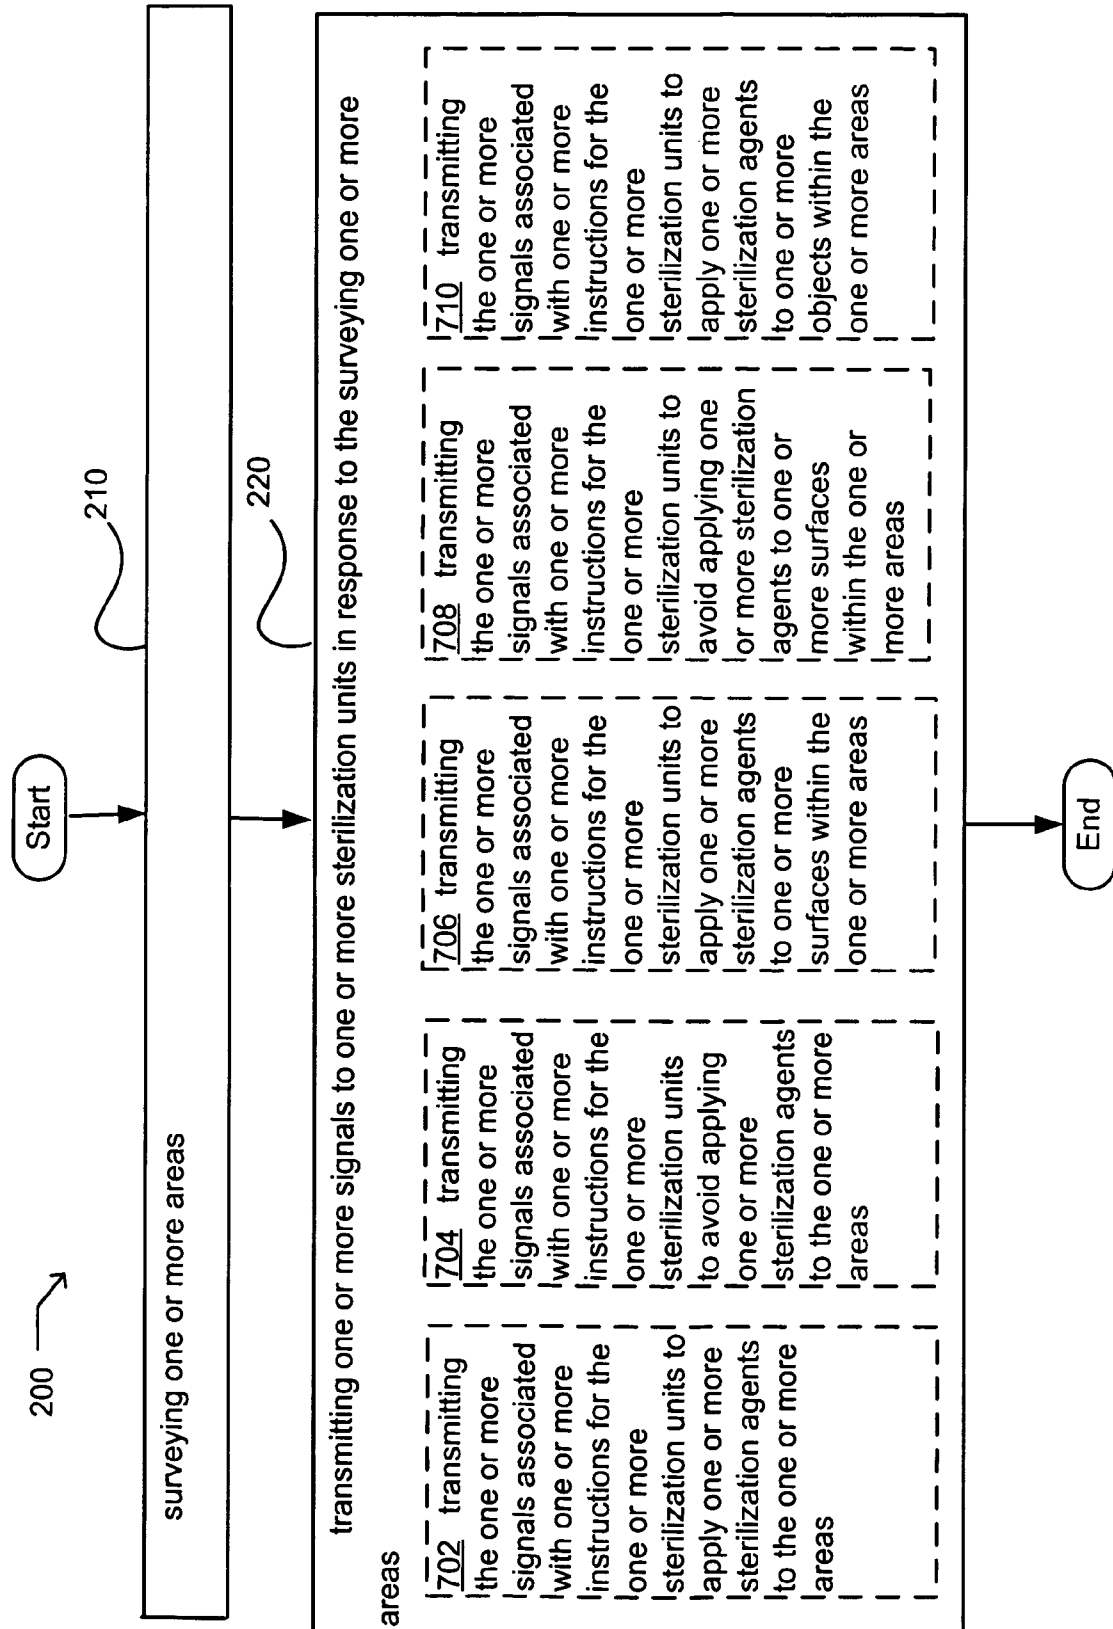 200
Start
210
surveying one or more areas
220
transmitting one or more signals to one or more sterilization units in response to the surveying one or more
areas
702 transmitting
the one or more
signals associated
with one or more
instructions for the
one or more
sterilization units to
apply one or more
sterilization agents
to the one or more
areas
704 transmitting
the one or more
signals associated
with one or more
instructions for the
one or more
sterilization units
to avoid applying
one or more
sterilization agents
to the one or more
areas
706 transmitting
the one or more
signals associated
with one or more
instructions for the
one or more
sterilization units to
apply one or more
sterilization agents
to one or more
surfaces within the
one or more areas
708 transmitting
the one or more
signals associated
with one or more
instructions for the
one or more
sterilization units to
avoid applying one
or more sterilization
agents to one or
more surfaces
within the one or
more areas
710 transmitting
the one or more
signals associated
with one or more
instructions for the
one or more
sterilization units to
apply one or more
sterilization agents
to one or more
objects within the
one or more areas
End